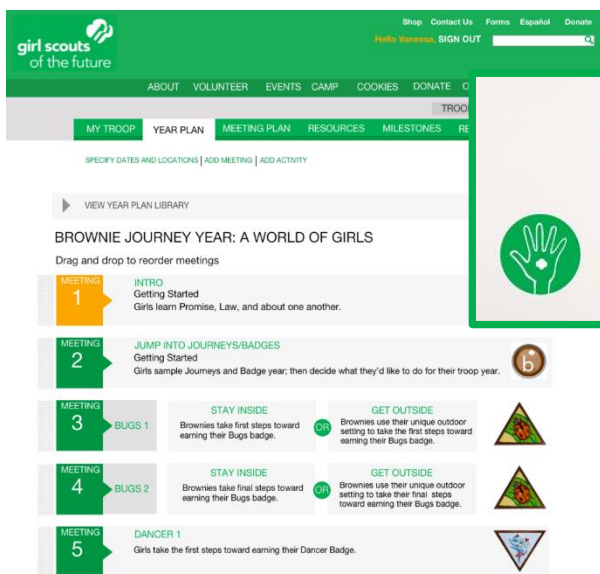 Shop Contact Us Forms Español Donate
Hello Vanessa, SIGN OUT
girl scouts
of the future
ABOUT VOLUNTEER EVENTS CAMP COOKIES DONATE
MY TROOP YEAR PLAN MEETING PLAN RESOURCES MILESTONES
SPECIFY DATES AND LOCATIONS | ADD MEETING | ADD ACTIVITY
VIEW YEAR PLAN LIBRARY
BROWNIE JOURNEY YEAR: A WORLD OF GIRLS
Drag and drop to reorder meetings
MEETING
1
INTRO
Getting Started
Girls learn Promise, Law, and about one another.
MEETING
2
JUMP INTO JOURNEYS/BADGES
Getting Started
Girls sample Journeys and Badge year; then decide what they'd like to do for their troop year.
b
MEETING
3
BUGS 1
STAY INSIDE
Brownies take first steps toward
earning their Bugs badge.
OR
GET OUTSIDE
Brownies use their unique outdoor
setting to take the first steps toward
earning their Bugs badge.
MEETING
4
BUGS 2
STAY INSIDE
Brownies take final steps toward
earning their Bugs badge.
OR
GET OUTSIDE
Brownies use their unique outdoor
setting to take their final steps
toward earning their Bugs badge.
MEETING
5
DANCER 1
Girls take the first steps toward earning their Dancer Badge.